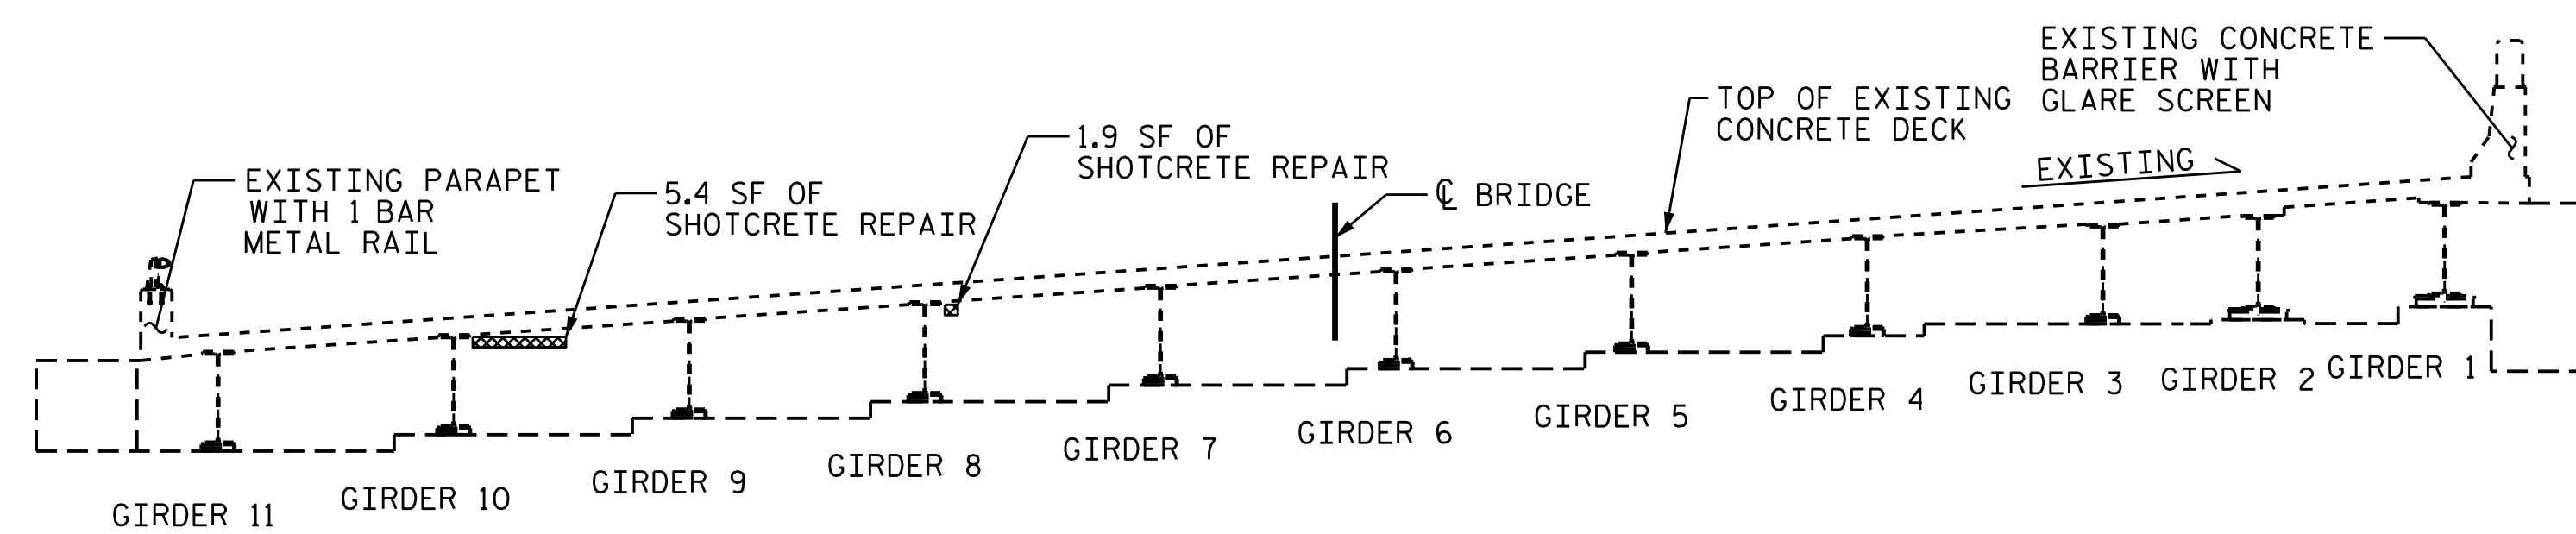 EXISTING CONCRETE
BARRIER WITH
GLARE SCREEN
TOP OF EXISTING
CONCRETE DECK
1.9 SF OF
SHOTCRETE REPAIR
EXISTING
EXISTING PARAPET
WITH 1 BAR
METAL RAIL
5.4 SF OF
SHOTCRETE REPAIR
℄ BRIDGE
GIRDER 11
GIRDER 10
GIRDER 9
GIRDER 8
GIRDER 7
GIRDER 6
GIRDER 5
GIRDER 4
GIRDER 3
GIRDER 2
GIRDER 1